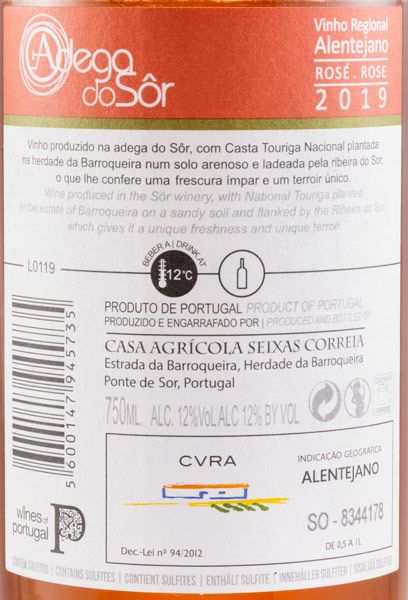 Adega
do Sôr
Vinho Regional
Alentejano
ROSÉ . ROSE
2019
Vinho produzido na adega do Sôr, com Casta Touriga Nacional plantada
na herdade da Barroqueira num solo arenoso e ladeada pela ribeira do Sor,
o que lhe confere uma frescura ímpar e um terroir único.
Wine produced in the Sôr winery, with National Touriga planted
in the estate of Barroqueira on a sandy soil and flanked by the Ribeira do Sor,
which gives it a unique freshness and unique terroir.
L0119
BEBER A | DRINK AT
12°C
PRODUTO DE PORTUGAL PRODUCT OF PORTUGAL
PRODUZIDO E ENGARRAFADO POR | PRODUCED AND BOTTLED BY
CASA AGRÍCOLA SEIXAS CORREIA
Estrada da Barroqueira, Herdade da Barroqueira
Ponte de Sor, Portugal
750ML. ALC. 12%Vol ALC 12% BY VOL
5600147945735
CVRA
Dec.-Lei nº 94/2012
INDICAÇÃO GEOGRÁFICA
ALENTEJANO
SO - 8344178
DE 0,5 A 1L
wines of
portugal
CONTÉM SULFITOS | CONTAINS SULFITES | CONTIENT SULFITES | ENTHÄLT SULFITE | INNEHÅLLER SULFITER | SISÄLTÄÄ SULFIITTEJA